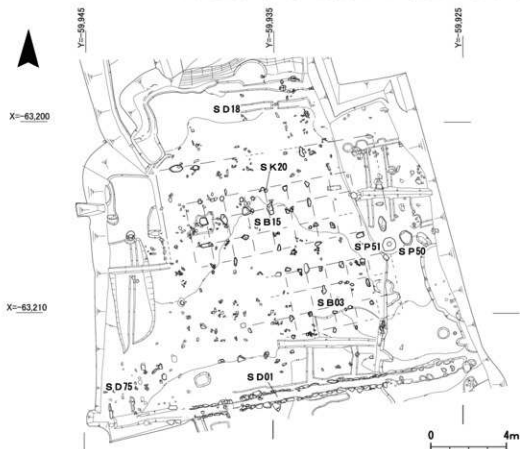 Y=-59,945
Y=-59,935
Y=-59,925
X=-63,200
SD18
SK20
SB15
SP51
SP50
X=-63,210
SB03
SD75
SD01
0 4m